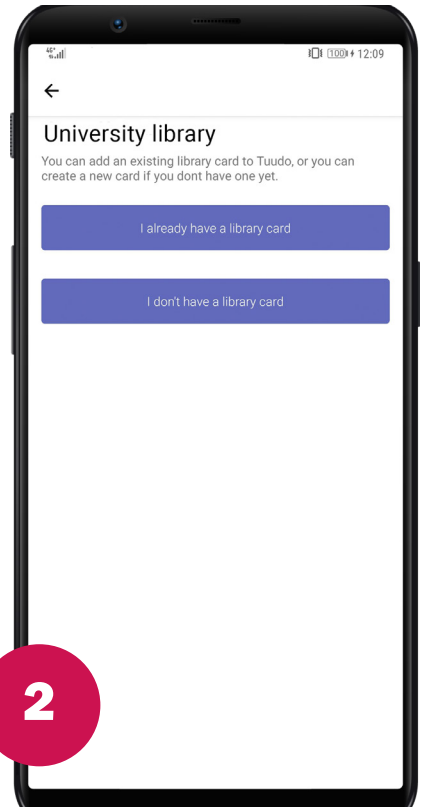 12:09
University library
You can add an existing library card to Tuudo, or you can
create a new card if you dont have one yet.
I already have a library card
I don't have a library card
2